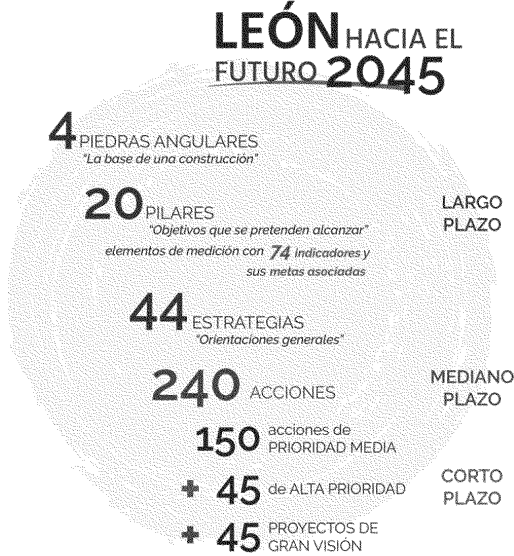 LEÓN HACIA EL
FUTURO 2045
4 PIEDRAS ANGULARES
"La base de una construcción"
20 PILARES
"Objetivos que se pretenden alcanzar"
elementos de medición con 74 indicadores y
sus metas asociadas
LARGO
PLAZO
44 ESTRATEGIAS
"Orientaciones generales"
240 ACCIONES
MEDIANO
PLAZO
150 acciones de
PRIORIDAD MEDIA
+ 45 de ALTA PRIORIDAD
CORTO
PLAZO
+ 45 PROYECTOS DE
GRAN VISIÓN